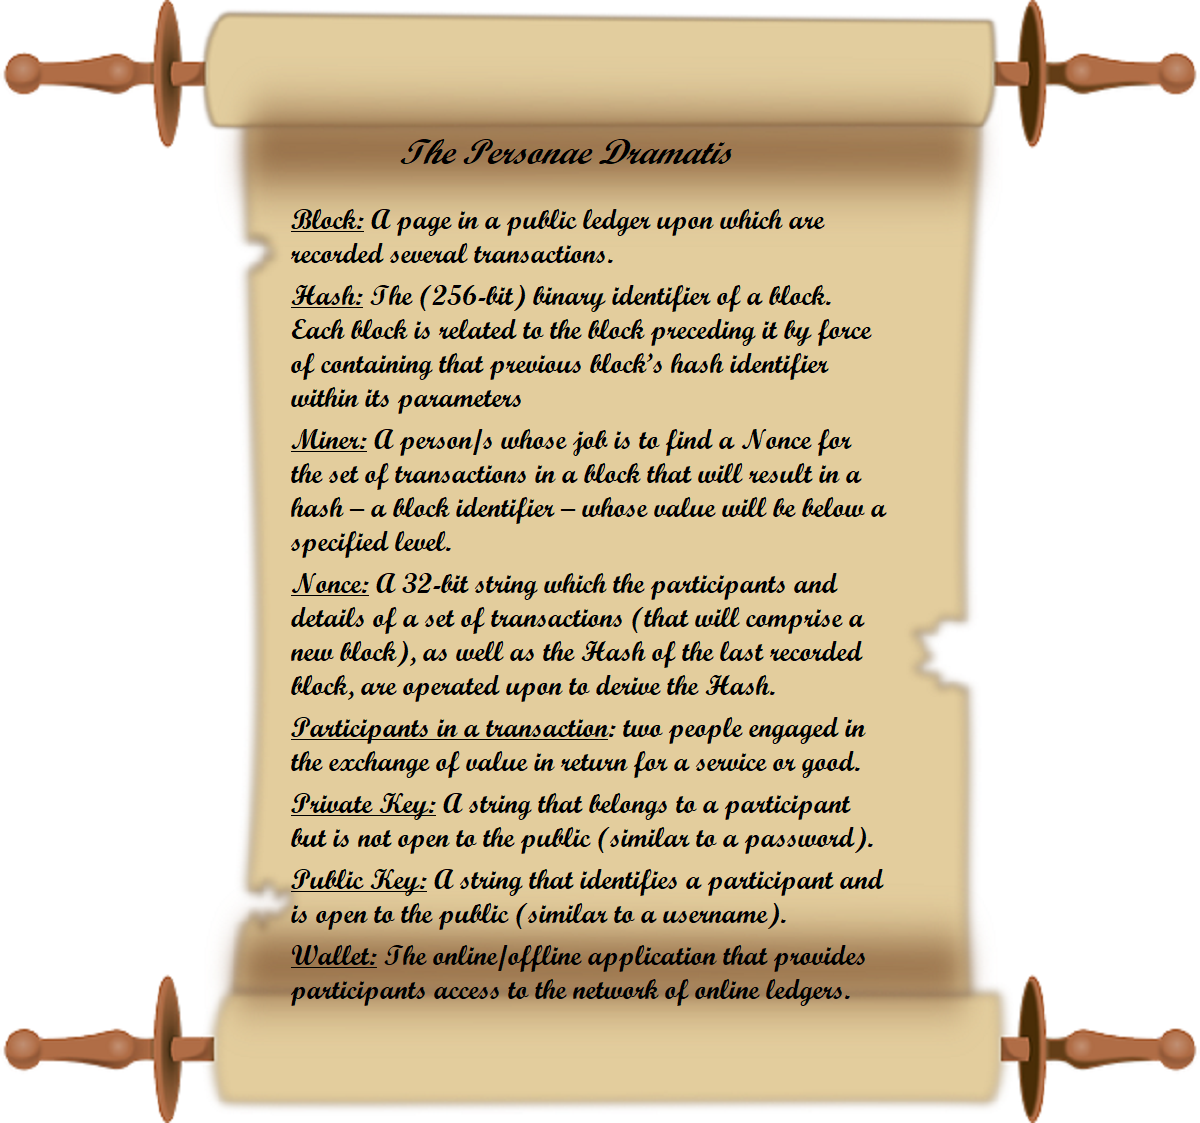 The Personae Dramatis
Block: A page in a public ledger upon which are
recorded several transactions.
Hash: The (256-bit) binary identifier of a block.
Each block is related to the block preceding it by force
of containing that previous block’s hash identifier
within its parameters
Miner: A person/s whose job is to find a Nonce for
the set of transactions in a block that will result in a
hash – a block identifier – whose value will be below a
specified level.
Nonce: A 32-bit string which the participants and
details of a set of transactions (that will comprise a
new block), as well as the Hash of the last recorded
block, are operated upon to derive the Hash.
Participants in a transaction: two people engaged in
the exchange of value in return for a service or good.
Private Key: A string that belongs to a participant
but is not open to the public (similar to a password).
Public Key: A string that identifies a participant and
is open to the public (similar to a username).
Wallet: The online/offline application that provides
participants access to the network of online ledgers.